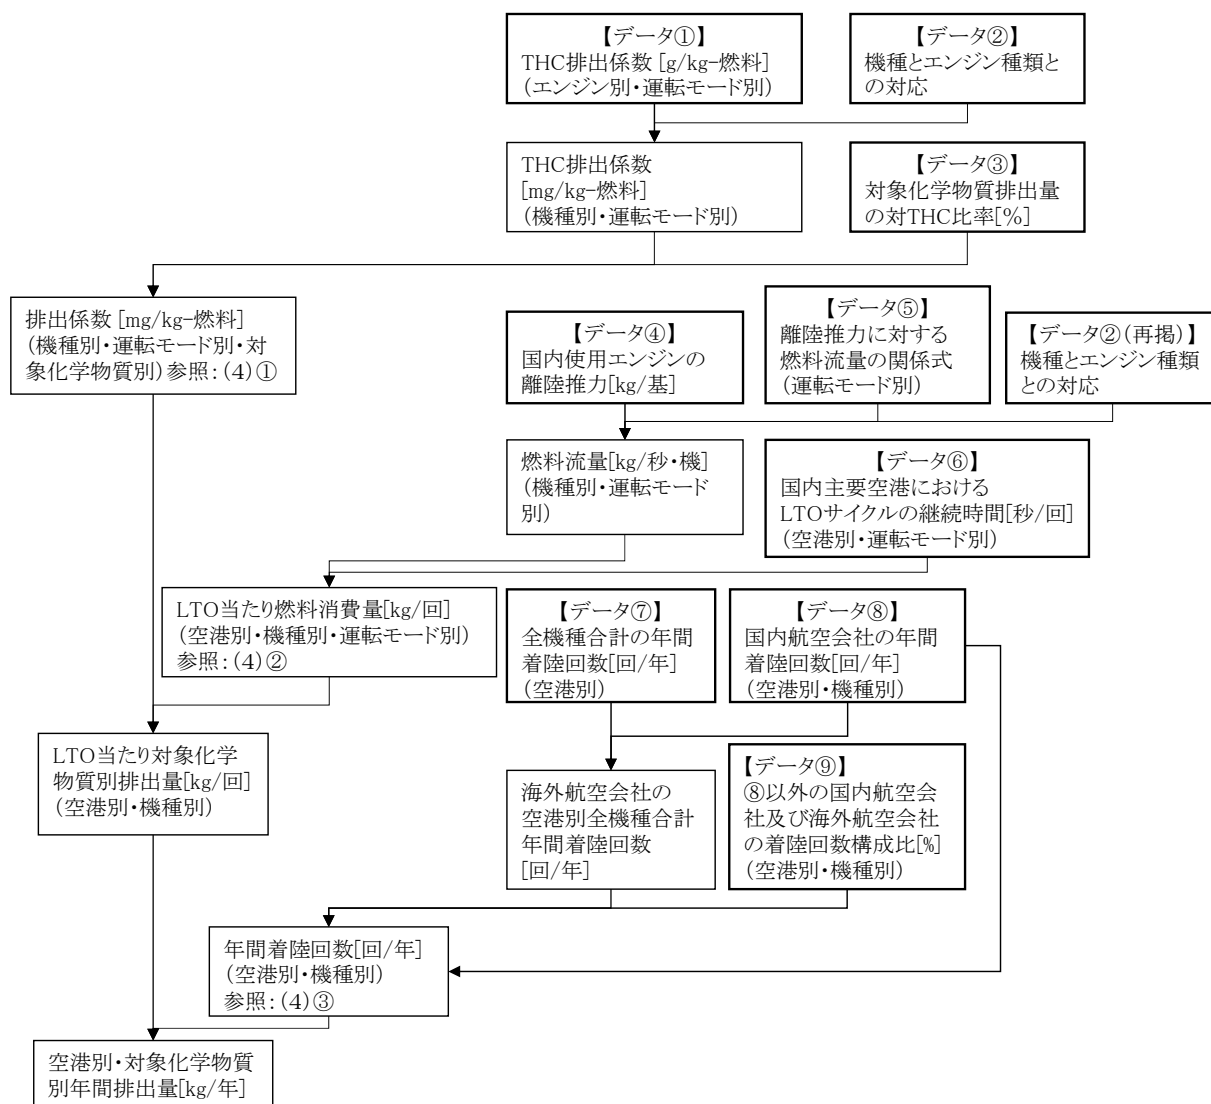 【データ①】
THC排出係数 [g/kg-燃料]
(エンジン別・運転モード別)
【データ②】
機種とエンジン種類と
の対応
THC排出係数
[mg/kg-燃料]
(機種別・運転モード別)
【データ③】
対象化学物質排出量
の対THC比率[%]
排出係数 [mg/kg-燃料]
(機種別・運転モード別・対
象化学物質別)参照:(4)①
【データ④】
国内使用エンジンの
離陸推力[kg/基]
【データ⑤】
離陸推力に対する
燃料流量の関係式
(運転モード別)
【データ②(再掲)】
機種とエンジン種類
との対応
燃料流量[kg/秒・機]
(機種別・運転モード
別)
【データ⑥】
国内主要空港における
LTOサイクルの継続時間[秒/回]
(空港別・運転モード別)
LTO当たり燃料消費量[kg/回]
(空港別・機種別・運転モード別)
参照:(4)②
【データ⑦】
全機種合計の年間
着陸回数[回/年]
(空港別)
【データ⑧】
国内航空会社の年間
着陸回数[回/年]
(空港別・機種別)
LTO当たり対象化学
物質別排出量[kg/回]
(空港別・機種別)
海外航空会社の
空港別全機種合計
年間着陸回数
[回/年]
【データ⑨】
⑧以外の国内航空会
社及び海外航空会社
の着陸回数構成比[%]
(空港別・機種別)
年間着陸回数[回/年]
(空港別・機種別)
参照:(4)③
空港別・対象化学物質
別年間排出量[kg/年]